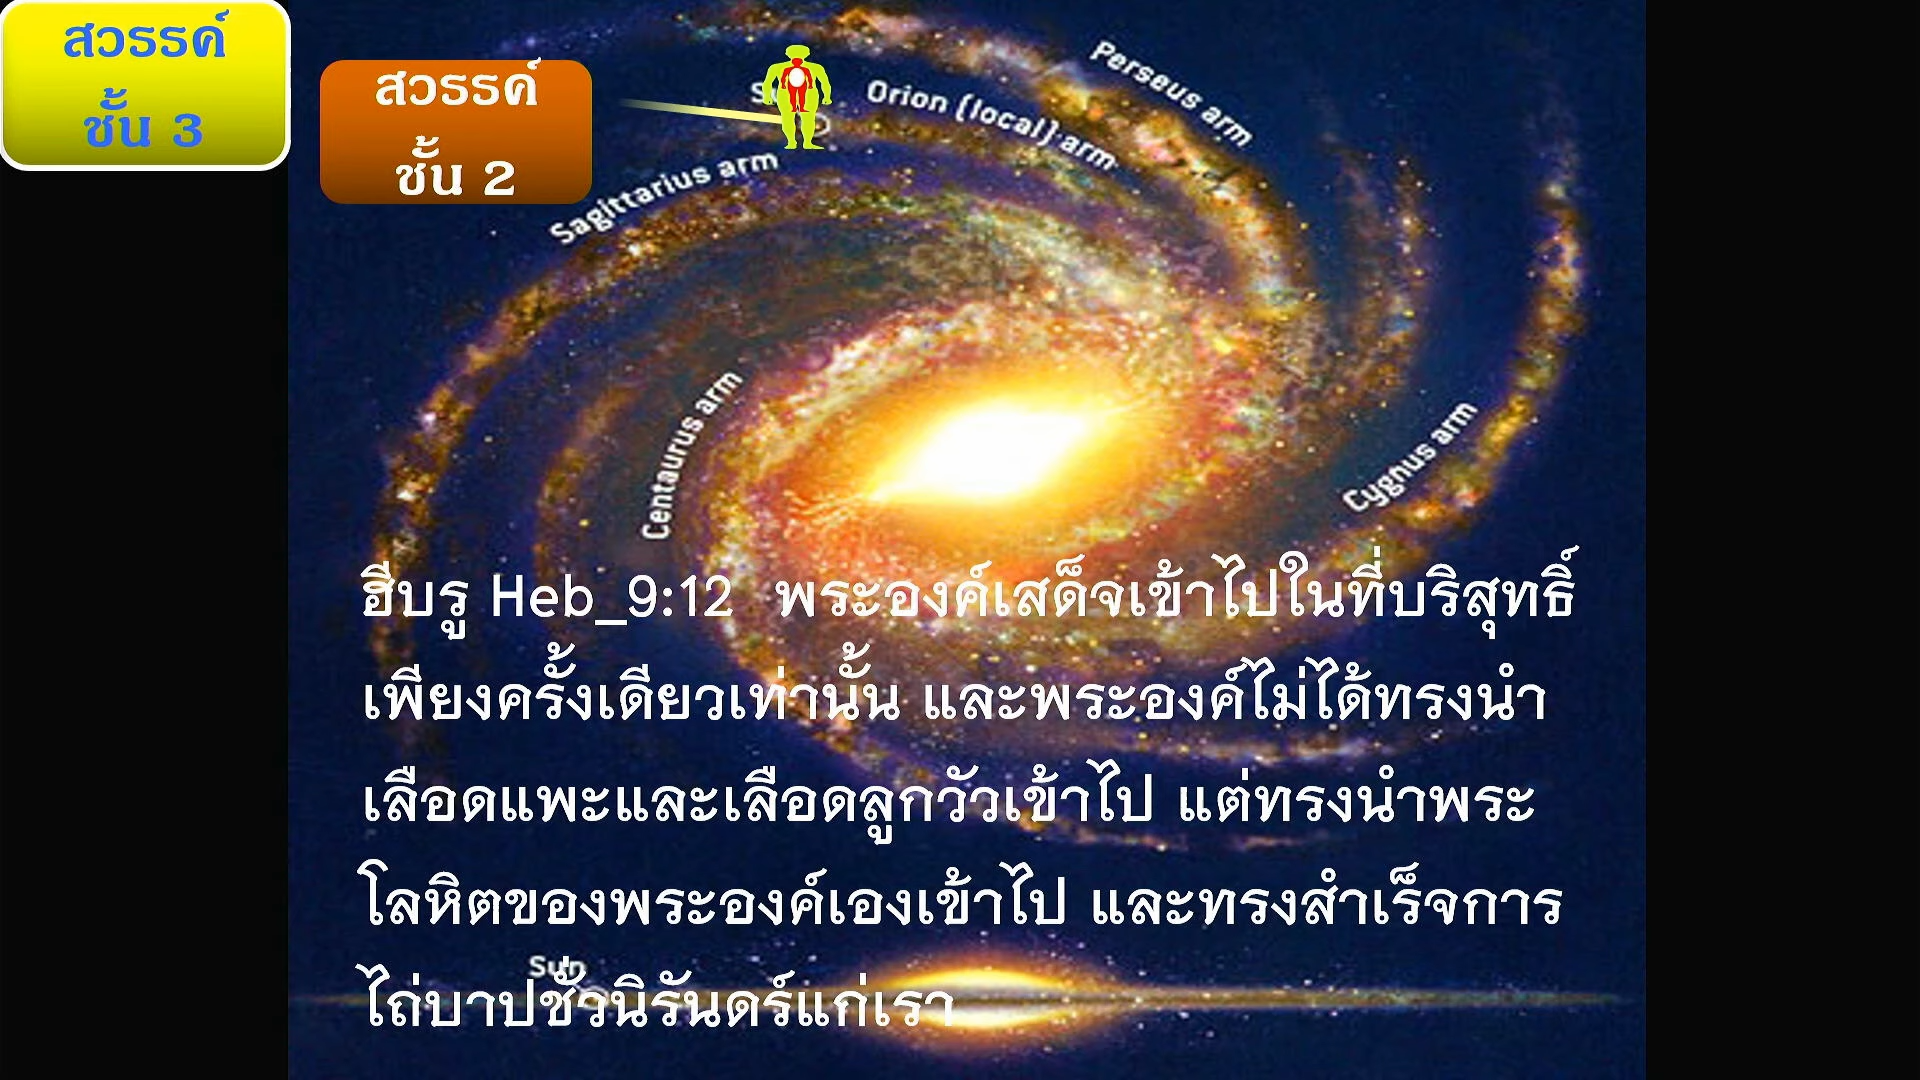 สวรรค์
ชั้น 3
สวรรค์
ชั้น 2
Perseus arm
Orion (local) arm
Sagittarius arm
Centaurus arm
Cygnus arm
ฮีบรู Heb_9:12 พระองค์เสด็จเข้าไปในที่บริสุทธิ์
เพียงครั้งเดียวเท่านั้น และพระองค์ไม่ได้ทรงนำ
เลือดแพะและเลือดลูกวัวเข้าไป แต่ทรงนำพระ
โลหิตของพระองค์เองเข้าไป และทรงสำเร็จการ
Sun
ไถ่บาปชั่วนิรันดร์แก่เรา